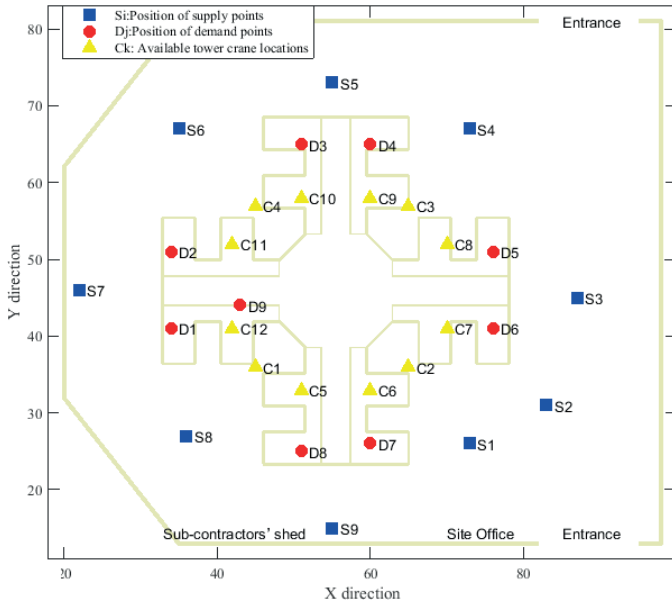 Si:Position of supply points
Dj:Position of demand points
Ck: Available tower crane locations
Entrance
80
70
60
50
40
30
20
Y direction
S5
S6
S4
D3
D4
C4
C10
C9
C3
C11
C8
D2
D5
S7
D9
S3
D1
C12
C7
D6
C1
C2
C5
C6
S2
S8
D8
D7
S1
S9
Sub-contractors' shed
Site Office
Entrance
20
40
60
80
X direction